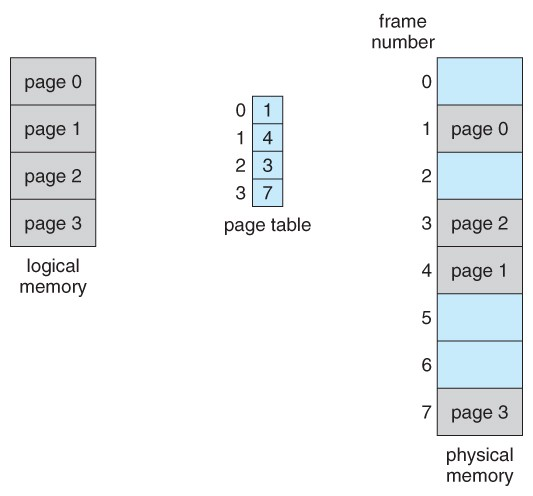 page 0
page 1
page 2
page 3
logical
memory
0 1
1 4
2 3
3 7
page table
frame
number
0
1 page 0
2
3 page 2
4 page 1
5
6
7 page 3
physical
memory